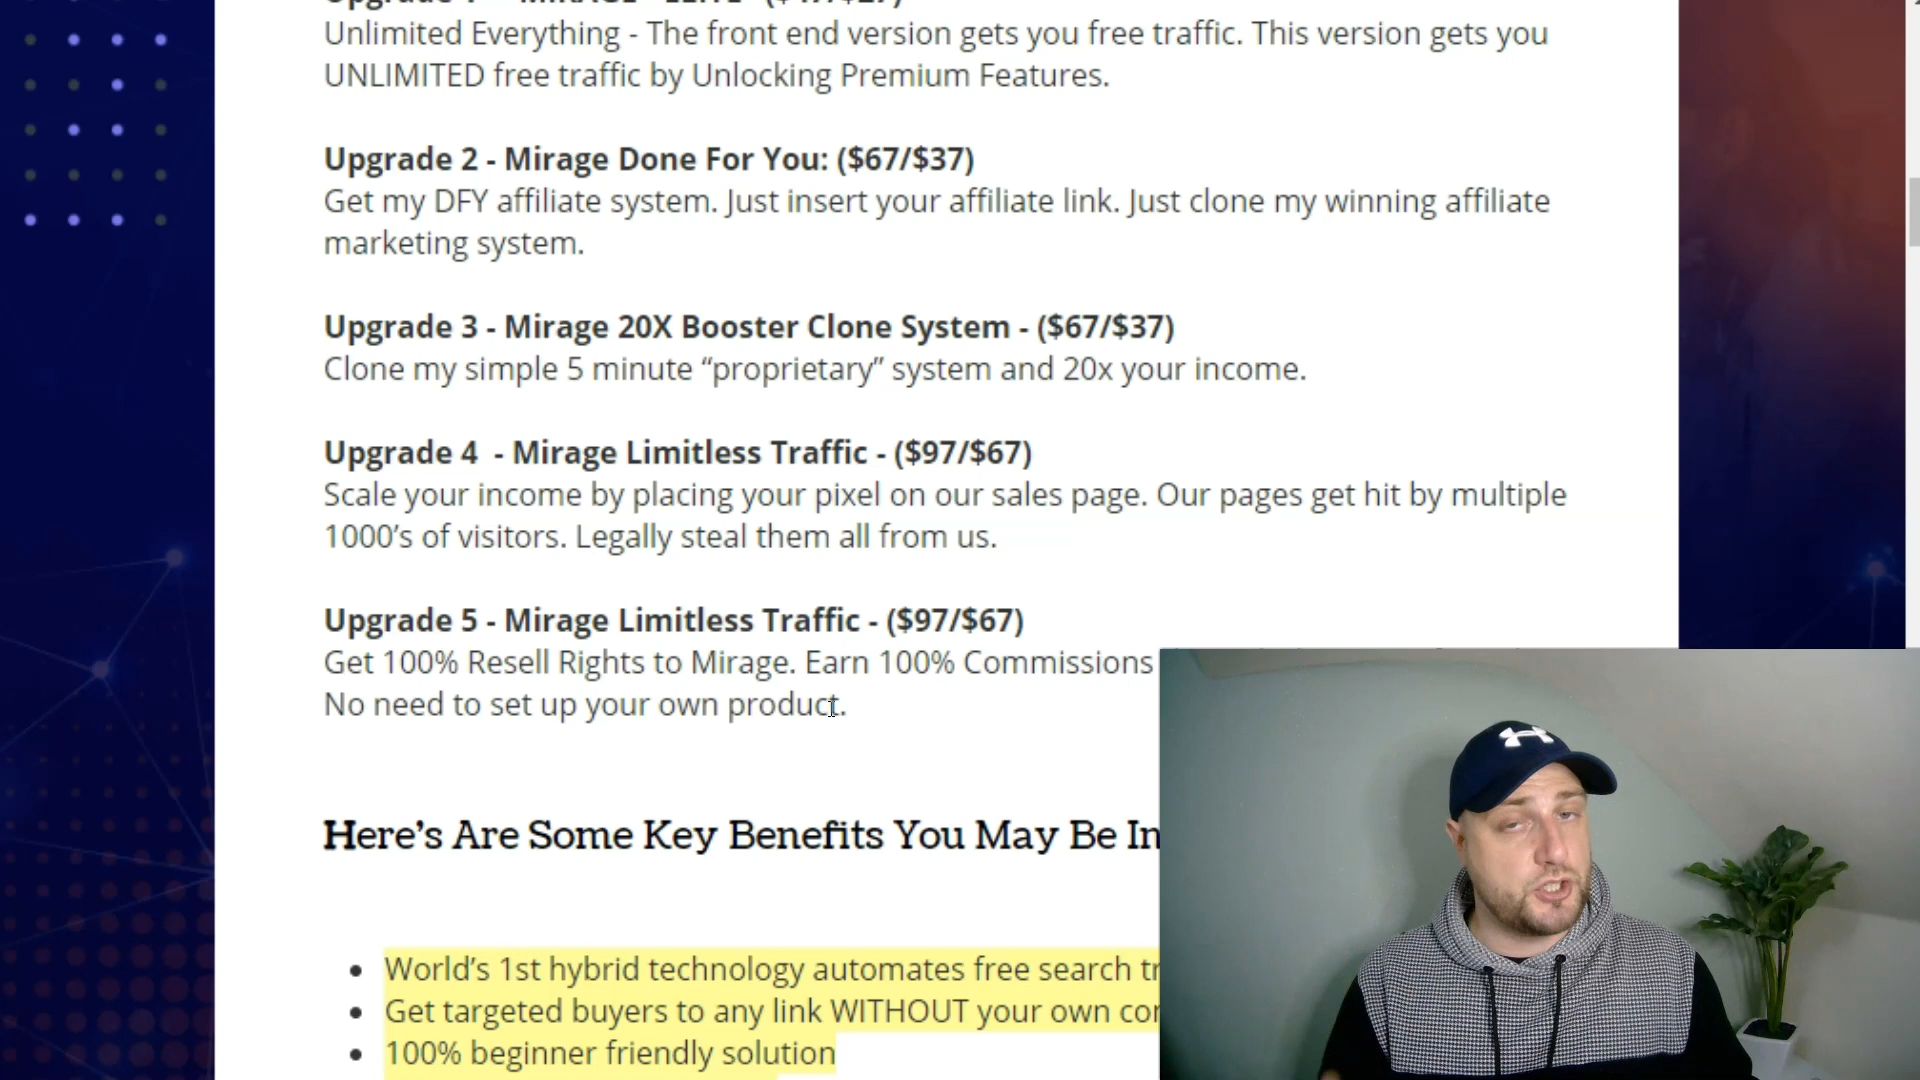 Unlimited Everything - The front end version gets you free traffic. This version gets you
UNLIMITED free traffic by Unlocking Premium Features.
Upgrade 2 - Mirage Done For You: ($67/$37)
Get my DFY affiliate system. Just insert your affiliate link. Just clone my winning affiliate
marketing system.
Upgrade 3 - Mirage 20X Booster Clone System - ($67/$37)
Clone my simple 5 minute “proprietary” system and 20x your income.
Upgrade 4 - Mirage Limitless Traffic - ($97/$67)
Scale your income by placing your pixel on our sales page. Our pages get hit by multiple
1000’s of visitors. Legally steal them all from us.
Upgrade 5 - Mirage Limitless Traffic - ($97/$67)
Get 100% Resell Rights to Mirage. Earn 100% Commissions
No need to set up your own product.
Here’s Are Some Key Benefits You May Be In
World’s 1st hybrid technology automates free search
Get targeted buyers to any link WITHOUT your own
100% beginner friendly solution